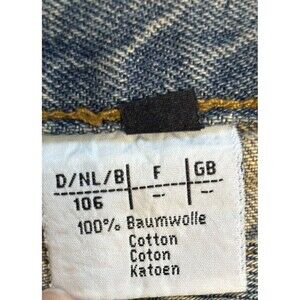 D/NL/B | F | GB
106 | -- | --
100% Baumwolle
Cotton
Coton
Katoen